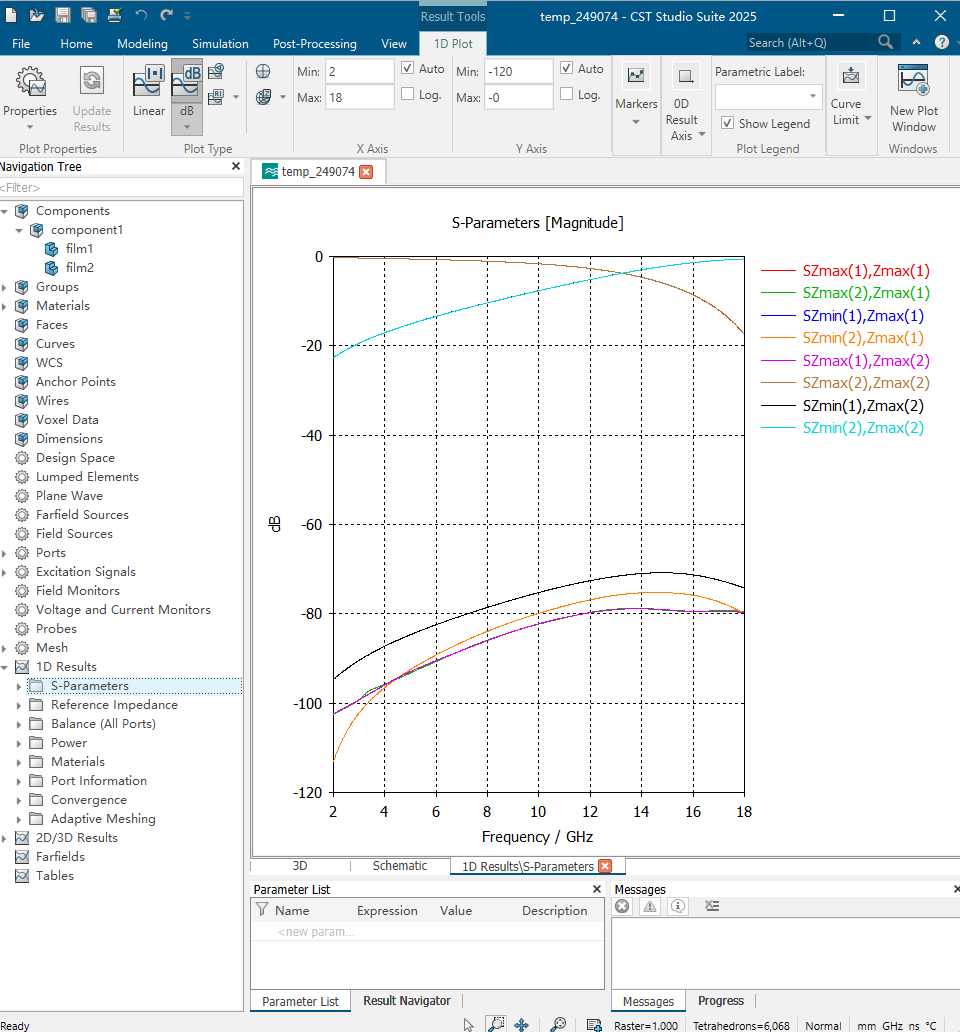 Result Tools
temp_249074 - CST Studio Suite 2025
File Home Modeling Simulation Post-Processing View 1D Plot Search (Alt+Q)
Properties
Update Results
Plot Properties
Linear
dB
Plot Type
Min: 2 Auto
Max: 18 Log.
X Axis
Min: -120 Auto
Max: -0 Log.
Y Axis
Markers
0D Result Axis
Parametric Label:
Show Legend
Plot Legend
Curve Limit
New Plot Window
Windows
Navigation Tree
<Filter>
Components
component1
film1
film2
Groups
Materials
Faces
Curves
WCS
Anchor Points
Wires
Voxel Data
Dimensions
Design Space
Lumped Elements
Plane Wave
Farfield Sources
Field Sources
Ports
Excitation Signals
Field Monitors
Voltage and Current Monitors
Probes
Mesh
1D Results
S-Parameters
Reference Impedance
Balance (All Ports)
Power
Materials
Port Information
Convergence
Adaptive Meshing
2D/3D Results
Farfields
Tables
temp_249074
S-Parameters [Magnitude]
0
-20
-40
-60
-80
-100
-120
dB
2 4 6 8 10 12 14 16 18
Frequency / GHz
SZmax(1),Zmax(1)
SZmax(2),Zmax(1)
SZmin(1),Zmax(1)
SZmin(2),Zmax(1)
SZmax(1),Zmax(2)
SZmax(2),Zmax(2)
SZmin(1),Zmax(2)
SZmin(2),Zmax(2)
3D Schematic 1D Results\S-Parameters
Parameter List
Name Expression Value Description
<new param...
Parameter List Result Navigator
Messages
Messages Progress
Ready Raster=1.000 Tetrahedrons=6,068 Normal mm GHz ns °C